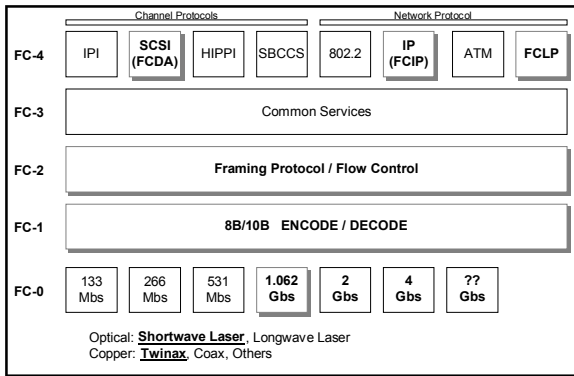 Channel Protocols Network Protocol
FC-4 IPI SCSI (FCDA) HIPPI SBCCS 802.2 IP (FCIP) ATM FCLP
FC-3 Common Services
FC-2 Framing Protocol / Flow Control
FC-1 8B/10B ENCODE / DECODE
FC-0 133 Mbs 266 Mbs 531 Mbs 1.062 Gbs 2 Gbs 4 Gbs ?? Gbs
Optical: Shortwave Laser, Longwave Laser
Copper: Twinax, Coax, Others